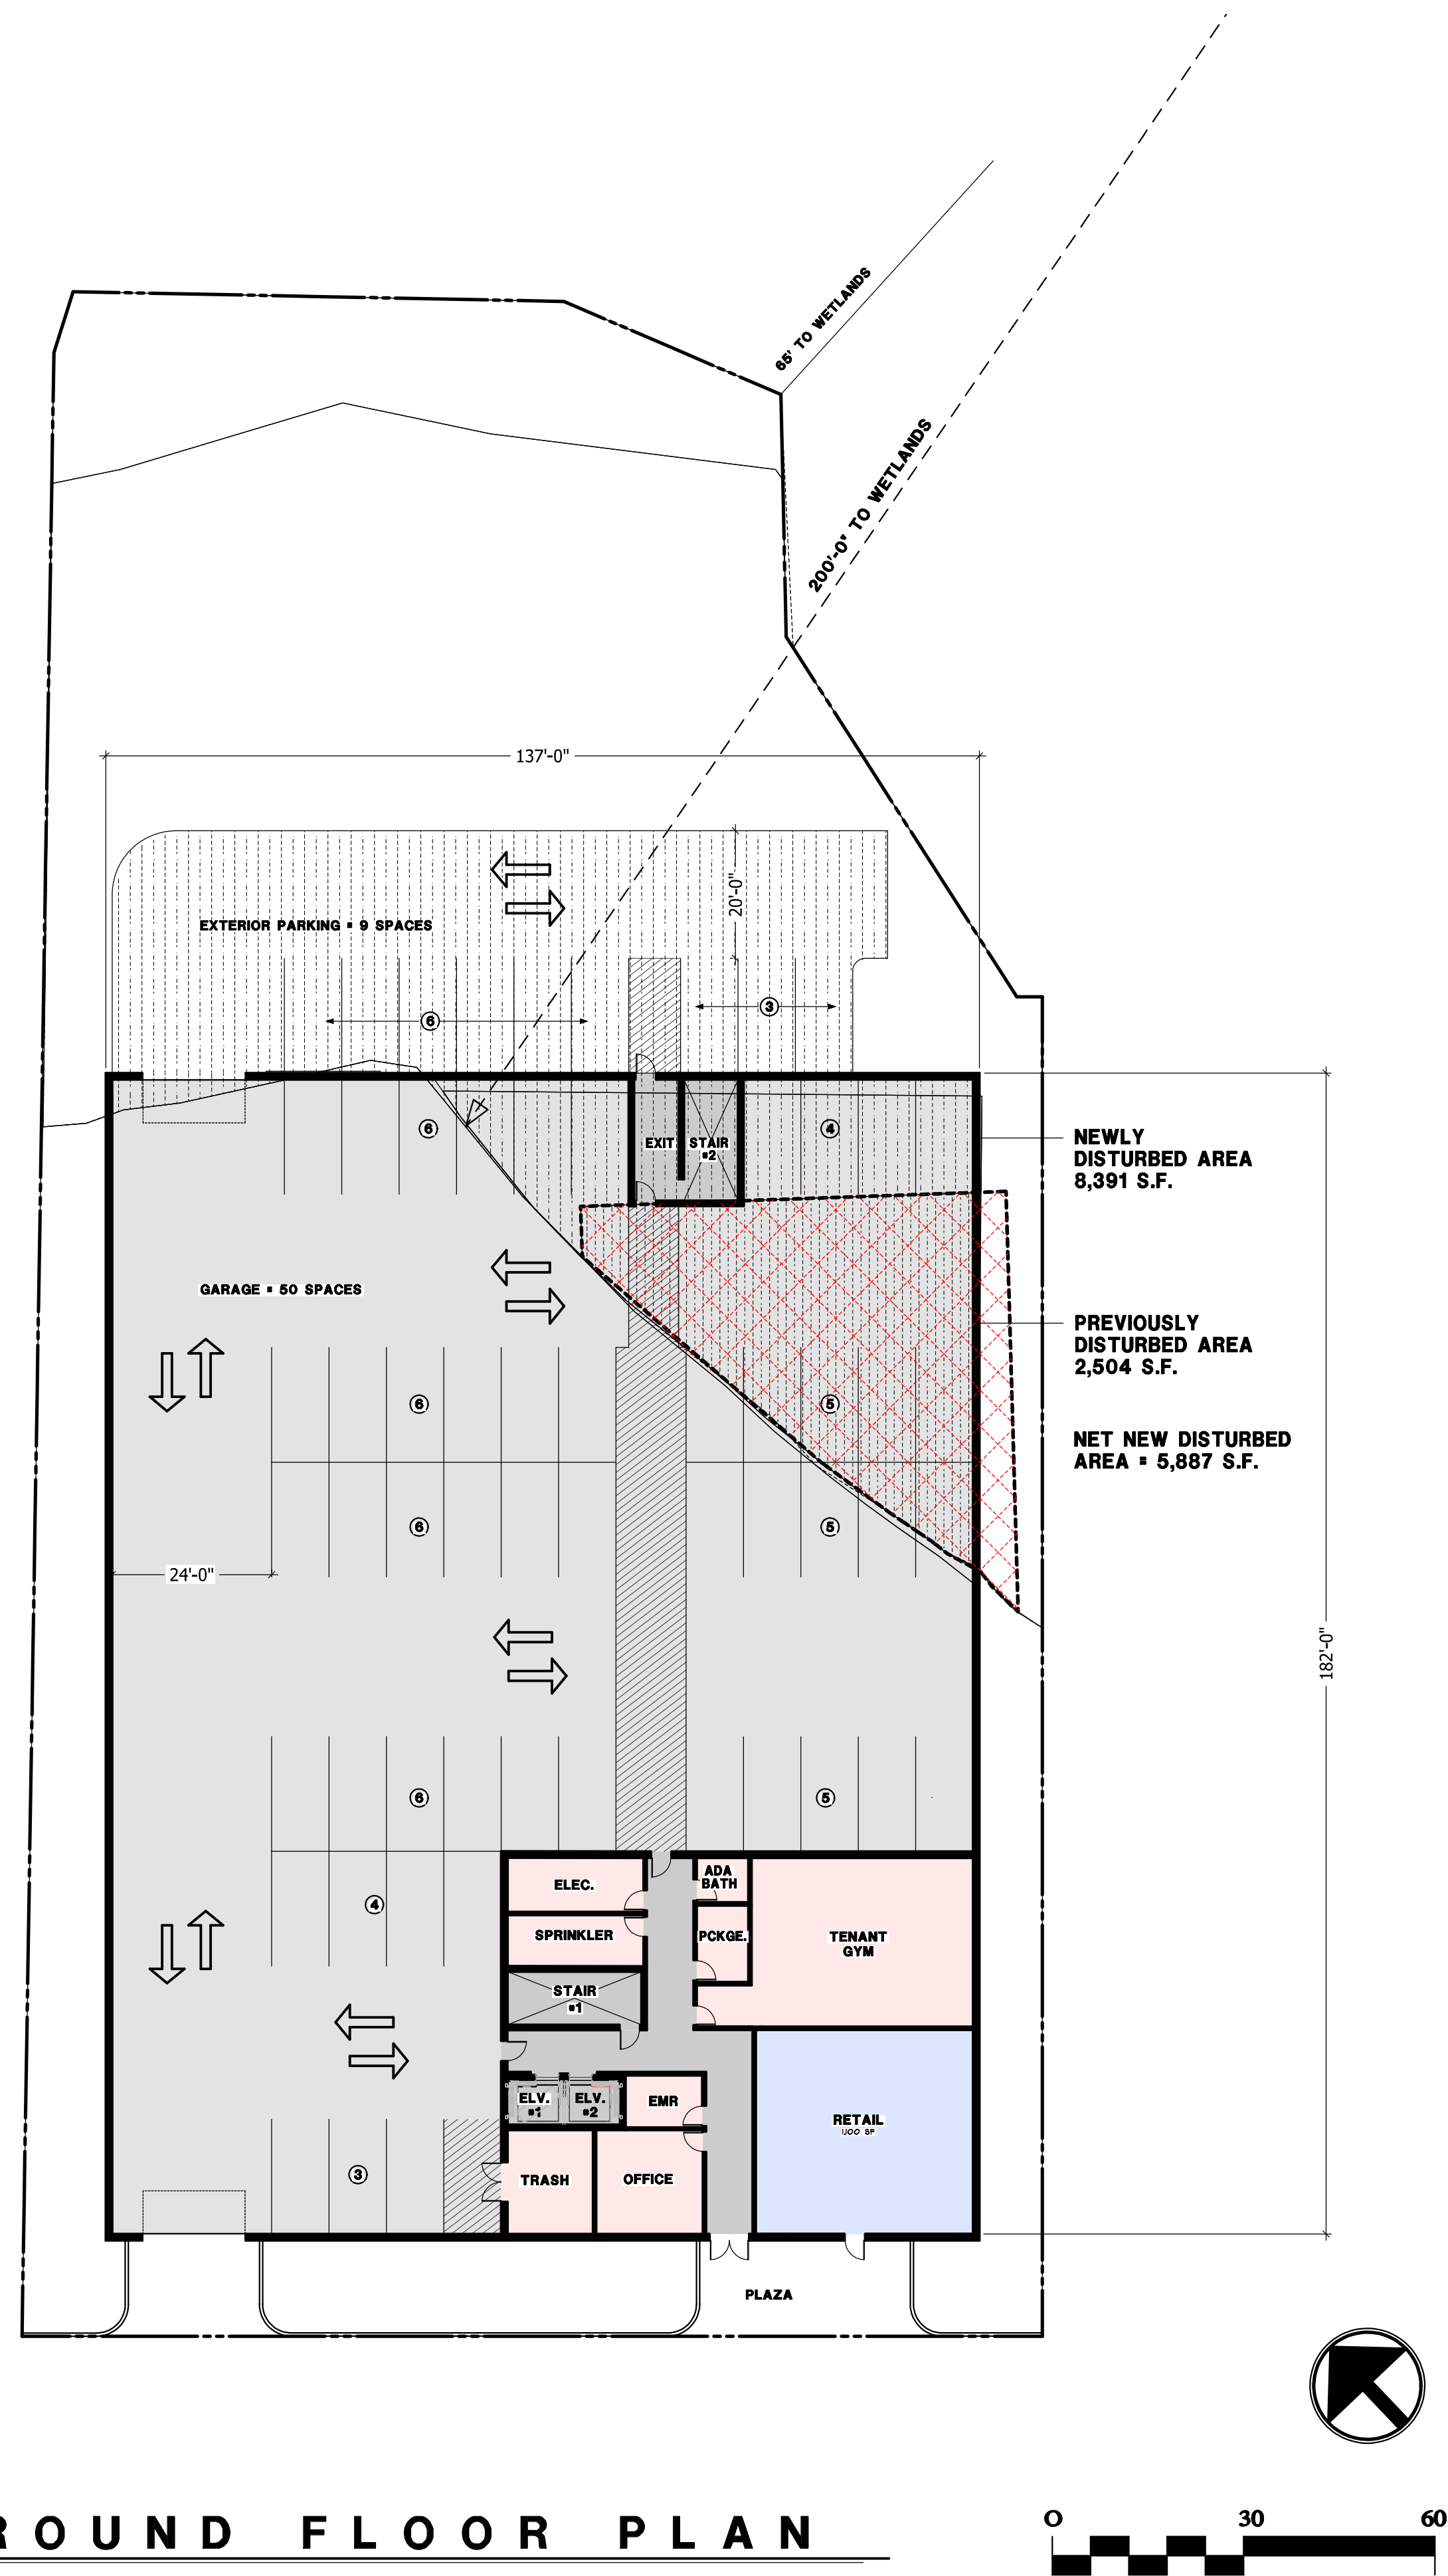 65' TO WETLANDS
200'-0" TO WETLANDS
137'-0"
20'-0"
EXTERIOR PARKING = 9 SPACES
6
3
6
EXIT
STAIR
#2
4
NEWLY
DISTURBED AREA
8,391 S.F.
GARAGE = 50 SPACES
PREVIOUSLY
DISTURBED AREA
2,504 S.F.
6
5
NET NEW DISTURBED
AREA = 5,887 S.F.
6
5
24'-0"
182'-0"
6
5
ELEC.
ADA
BATH
4
SPRINKLER
PCKGE.
TENANT
GYM
STAIR
#1
ELV.
#1
ELV.
#2
EMR
RETAIL
1,100 SF
3
TRASH
OFFICE
PLAZA
ROUND FLOOR PLAN
0 30 60